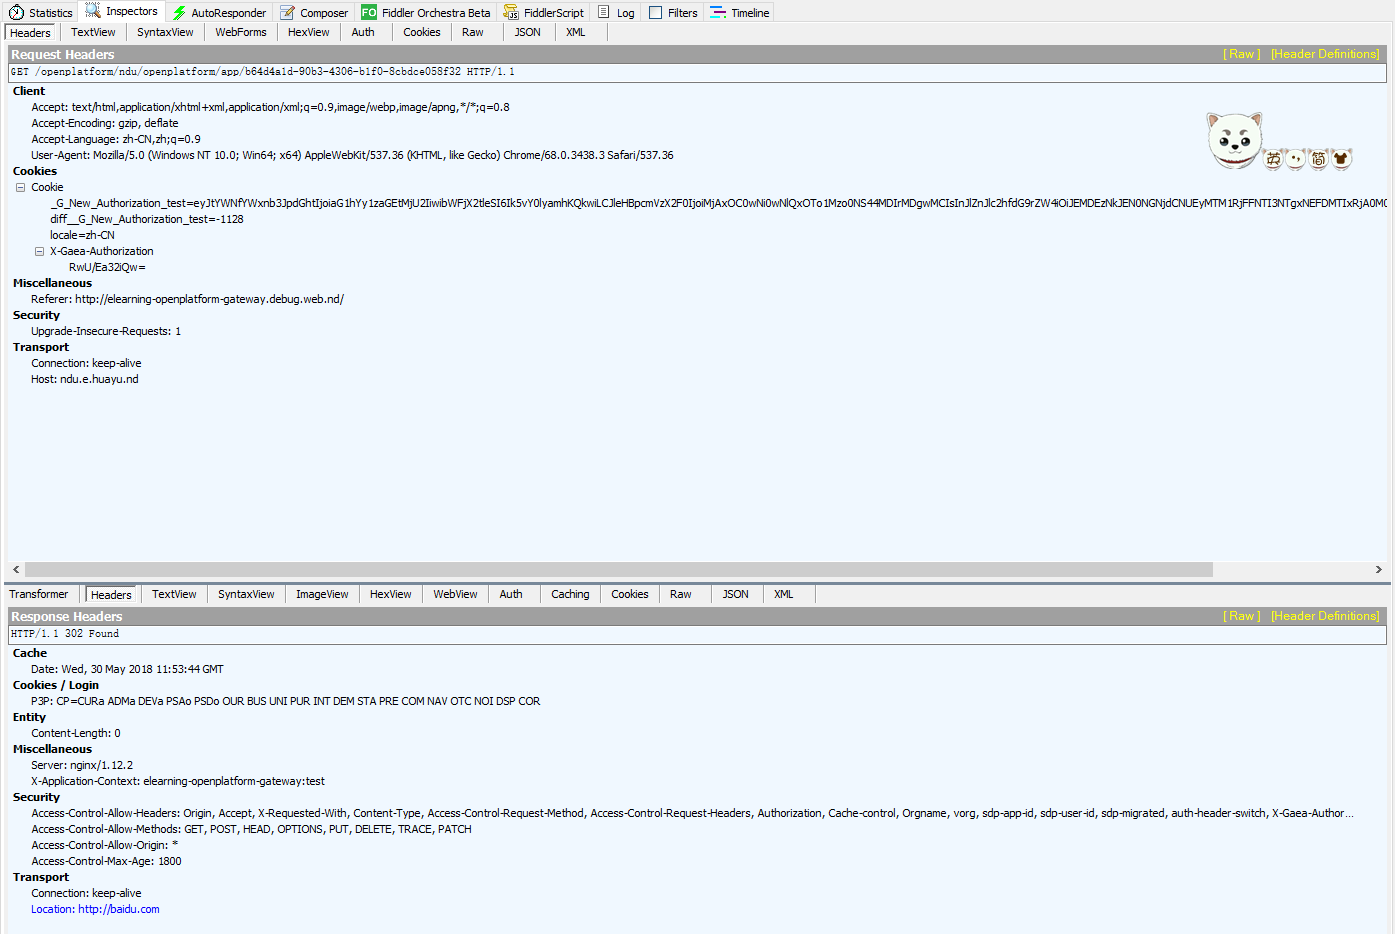 Statistics Inspectors AutoResponder Composer FO Fiddler Orchestra Beta FiddlerScript Log Filters Timeline
Headers TextView SyntaxView WebForms HexView Auth Cookies Raw JSON XML
Request Headers [ Raw ] [Header Definitions]
GET /openplatform/ndu/openplatform/app/b64d4a1d-90b3-4306-b1f0-8cbdce058f32 HTTP/1.1
Client
Accept: text/html,application/xhtml+xml,application/xml;q=0.9,image/webp,image/apng,*/*;q=0.8
Accept-Encoding: gzip, deflate
Accept-Language: zh-CN,zh;q=0.9
User-Agent: Mozilla/5.0 (Windows NT 10.0; Win64; x64) AppleWebKit/537.36 (KHTML, like Gecko) Chrome/68.0.3438.3 Safari/537.36
英 简
Cookies
Cookie
diff__G_New_Authorization_test=-1128
locale=zh-CN
X-Gaea-Authorization
RwU/Ea32iQw=
Miscellaneous
Referer: http://elearning-openplatform-gateway.debug.web.nd/
Security
Upgrade-Insecure-Requests: 1
Transport
Connection: keep-alive
Host: ndu.e.huayu.nd
Transformer Headers TextView SyntaxView ImageView HexView WebView Auth Caching Cookies Raw JSON XML
Response Headers [ Raw ] [Header Definitions]
HTTP/1.1 302 Found
Cache
Date: Wed, 30 May 2018 11:53:44 GMT
Cookies / Login
P3P: CP=CURa ADMa DEVa PSAo PSDo OUR BUS UNI PUR INT DEM STA PRE COM NAV OTC NOI DSP COR
Entity
Content-Length: 0
Miscellaneous
Server: nginx/1.12.2
X-Application-Context: elearning-openplatform-gateway:test
Security
Access-Control-Allow-Headers: Origin, Accept, X-Requested-With, Content-Type, Access-Control-Request-Method, Access-Control-Request-Headers, Authorization, Cache-control, Orgname, vorg, sdp-app-id, sdp-user-id, sdp-migrated, auth-header-switch, X-Gaea-Author...
Access-Control-Allow-Methods: GET, POST, HEAD, OPTIONS, PUT, DELETE, TRACE, PATCH
Access-Control-Allow-Origin: *
Access-Control-Max-Age: 1800
Transport
Connection: keep-alive
Location: http://baidu.com